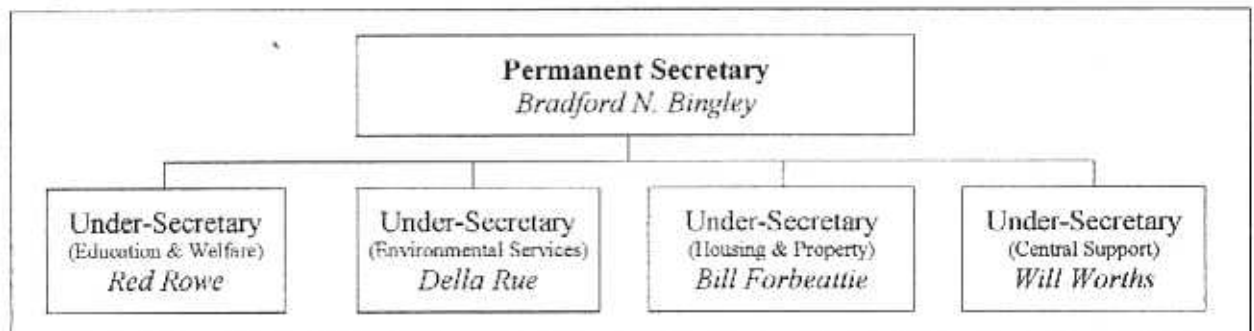 Permanent Secretary
Bradford N. Bingley
Under-Secretary
(Education & Welfare)
Red Rowe
Under-Secretary
(Environmental Services)
Della Rue
Under-Secretary
(Housing & Property)
Bill Forbeattie
Under-Secretary
(Central Support)
Will Worths